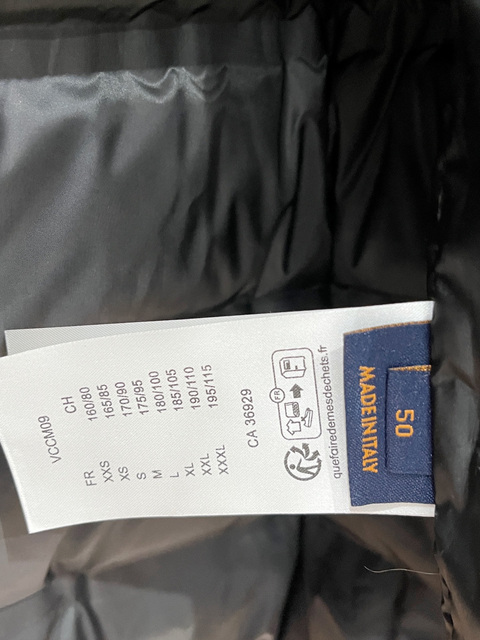 VCCM09
FR CH
XXS 160/80
XS 165/85
S 170/90
M 175/95
L 180/100
XL 185/105
XXL 190/110
XXXL 195/115
CA 36929
FR
quefairedemesdechets.fr
MADE IN ITALY
50